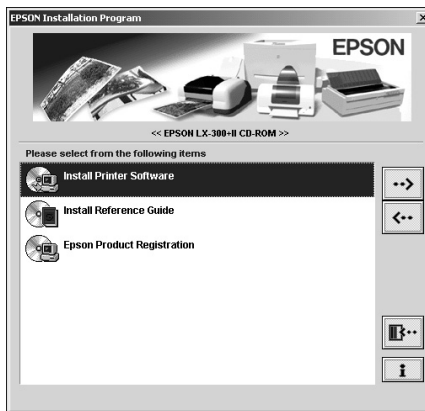 EPSON Installation Program
EPSON
<< EPSON LX-300+II CD-ROM >>
Please select from the following items
Install Printer Software
Install Reference Guide
Epson Product Registration
i